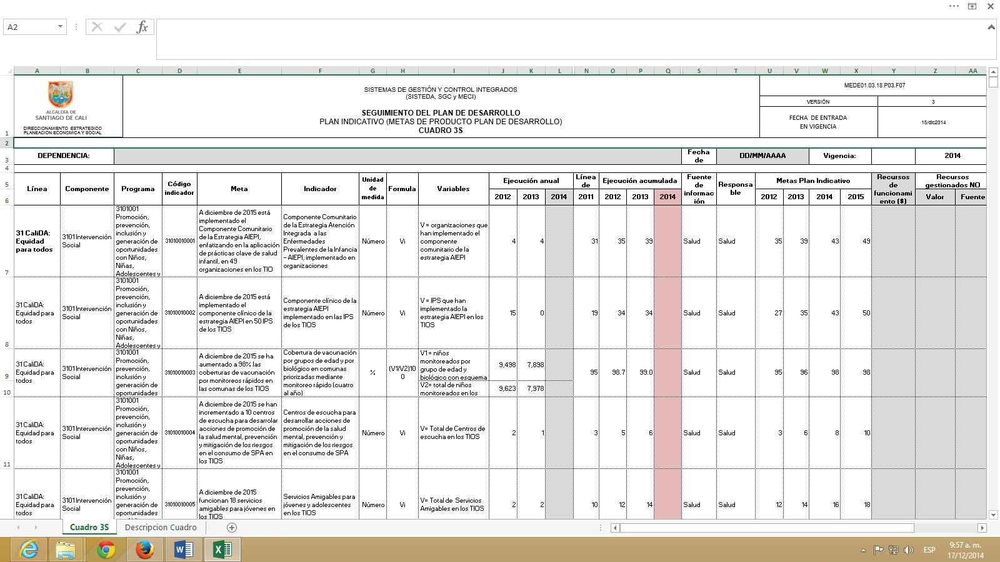 A2
fx
A B C D E F G H I J K L N O P Q S T U V W X Y Z AA
ALCALDÍA DE
SANTIAGO DE CALI
DIRECCIONAMIENTO ESTRATEGICO
PLANEACION ECONOMICA Y SOCIAL
SISTEMAS DE GESTIÓN Y CONTROL INTEGRADOS
(SISTEDA, SGC y MECI)
SEGUIMIENTO DEL PLAN DE DESARROLLO
PLAN INDICATIVO (METAS DE PRODUCTO PLAN DE DESARROLLO)
CUADRO 3S
MEDE01.03.18.P03.F07
VERSIÓN
3
FECHA DE ENTRADA
EN VIGENCIA
15/dic2014
1
2
3
DEPENDENCIA:
Fecha
de
DD/MM/AAAA
Vigencia:
2014
4
5
6
Línea
Componente
Programa
Código
indicador
Meta
Indicador
Unidad
de
medida
Formula
Variables
Ejecución anual
2012 2013 2014
Línea
de
2011
Ejecución acumulada
2012 2013 2014
Fuente
de
informac
ión
Responsa
ble
Metas Plan Indicativo
2012 2013 2014 2015
Recursos
de
funcionami
ento ($)
Recursos
gestionados NO
Valor Fuente
7
31 CaliDA:
Equidad
para todos
3101 Intervención
Social
3101001
Promoción,
prevención,
inclusión y
generación de
oportunidades
con Niños,
Niñas,
Adolescentes y
31010010001
A diciembre de 2015 está
implementado el
Componente Comunitario
de la Estrategia AIEPI,
enfatizando en la aplicación
de prácticas clave de salud
infantil, en 49
organizaciones en los TIO
Componente Comunitario
de la Estrategia Atención
Integrada a las
Enfermedades
Prevalentes de la Infancia
- AIEPI, implementado en
organizaciones
Número
Vi
V = organizaciones que
han implementado el
componente
comunitario de la
estrategia AIEPI
4 4 31 35 39 Salud Salud 35 39 43 49
8
31 CaliDA:
Equidad para
todos
3101 Intervención
Social
3101001
Promoción,
prevención,
inclusión y
generación de
oportunidades
con Niños,
Niñas,
Adolescentes y
31010010002
A diciembre de 2015 está
implementado el
componente clínico de la
estrategia AIEPI en 50 IPS
de los TIOS
Componente clínico de la
estrategia AIEPI
implementado en las IPS
de los TIOS
Número
Vi
V = IPS que han
implementado la
estrategia AIEPI en los
TIOS
15 0 19 34 34 Salud Salud 27 35 43 50
9
10
31 CaliDA:
Equidad para
todos
3101 Intervención
Social
3101001
Promoción,
prevención,
inclusión y
generación de
oportunidades
31010010003
A diciembre de 2015 se ha
aumentado a 98% las
coberturas de vacunación
por monitoreos rápidos en
las comunas de los TIOS
Cobertura de vacunación
por grupos de edad y por
biológico en comunas
priorizadas mediante
monitoreo rápido (cuatro
al año)
%
(V1/V2)10
0
V1= niños
monitoreados por
grupo de edad y
biológico con esquema
V2= total de niños
monitoreados en los
9,498 7,898
9,623 7,978
95 98.7 99.0 Salud Salud 95 96 98 98
11
31 CaliDA:
Equidad para
todos
3101 Intervención
Social
3101001
Promoción,
prevención,
inclusión y
generación de
oportunidades
con Niños,
Niñas,
Adolescentes y
31010010004
A diciembre de 2015 se han
incrementado a 10 centros
de escucha para desarrolar
acciones de promoción de
la salud mental, prevención
y mitigación de los riesgos
en el consumo de SPA en
los TIOS
Centros de escucha para
desarrollar acciones de
promoción de la salud
mental, prevención y
mitigación de los riesgos
en el consumo de SPA
Número
Vi
V= Total de Centros de
escucha en los TIOS
2 1 3 5 6 Salud Salud 3 6 8 10
31 CaliDA:
Equidad para
todos
3101 Intervención
Social
3101001
Promoción,
prevención,
inclusión y
generación de
oportunidades
31010010005
A diciembre de 2015
funcionan 18 servicios
amigables para jóvenes en
los TIOS
Servicios Amigables para
jóvenes y adolescentes
en los TIOS
Número
Vi
V= Total de Servicios
Amigables en los TIOS
2 2 10 12 14 Salud Salud 12 14 16 18
Cuadro 3S
Descripcion Cuadro
ESP
9:57 a. m.
17/12/2014